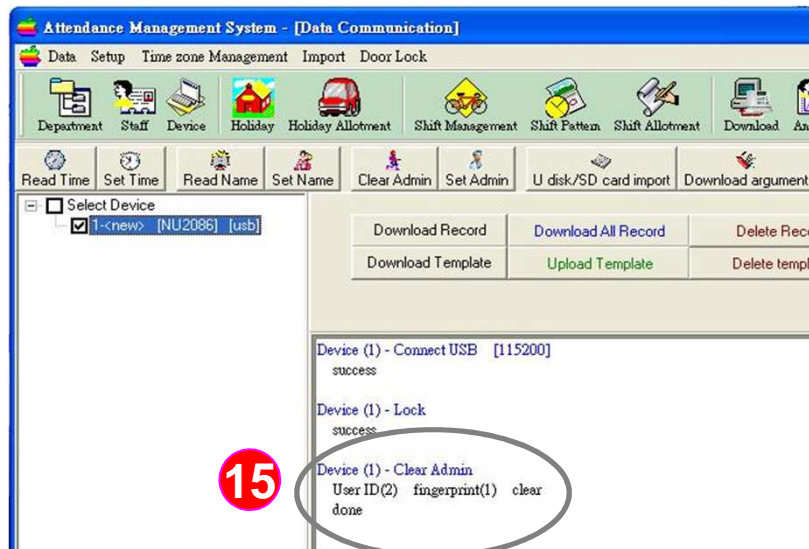 Attendance Management System - [Data Communication]
Data Setup Time zone Management Import Door Lock
Department Staff Device Holiday Holiday Allotment Shift Management Shift Pattern Shift Allotment Download
Read Time Set Time Read Name Set Name Clear Admin Set Admin U disk/SD card import Download argument
Select Device
1-<new> [NU2086] [usb]
Download Record Download All Record Delete
Download Template Upload Template Delete
Device (1) - Connect USB [115200]
success
Device (1) - Lock
success
Device (1) - Clear Admin
User ID(2) fingerprint(1) clear
done
15